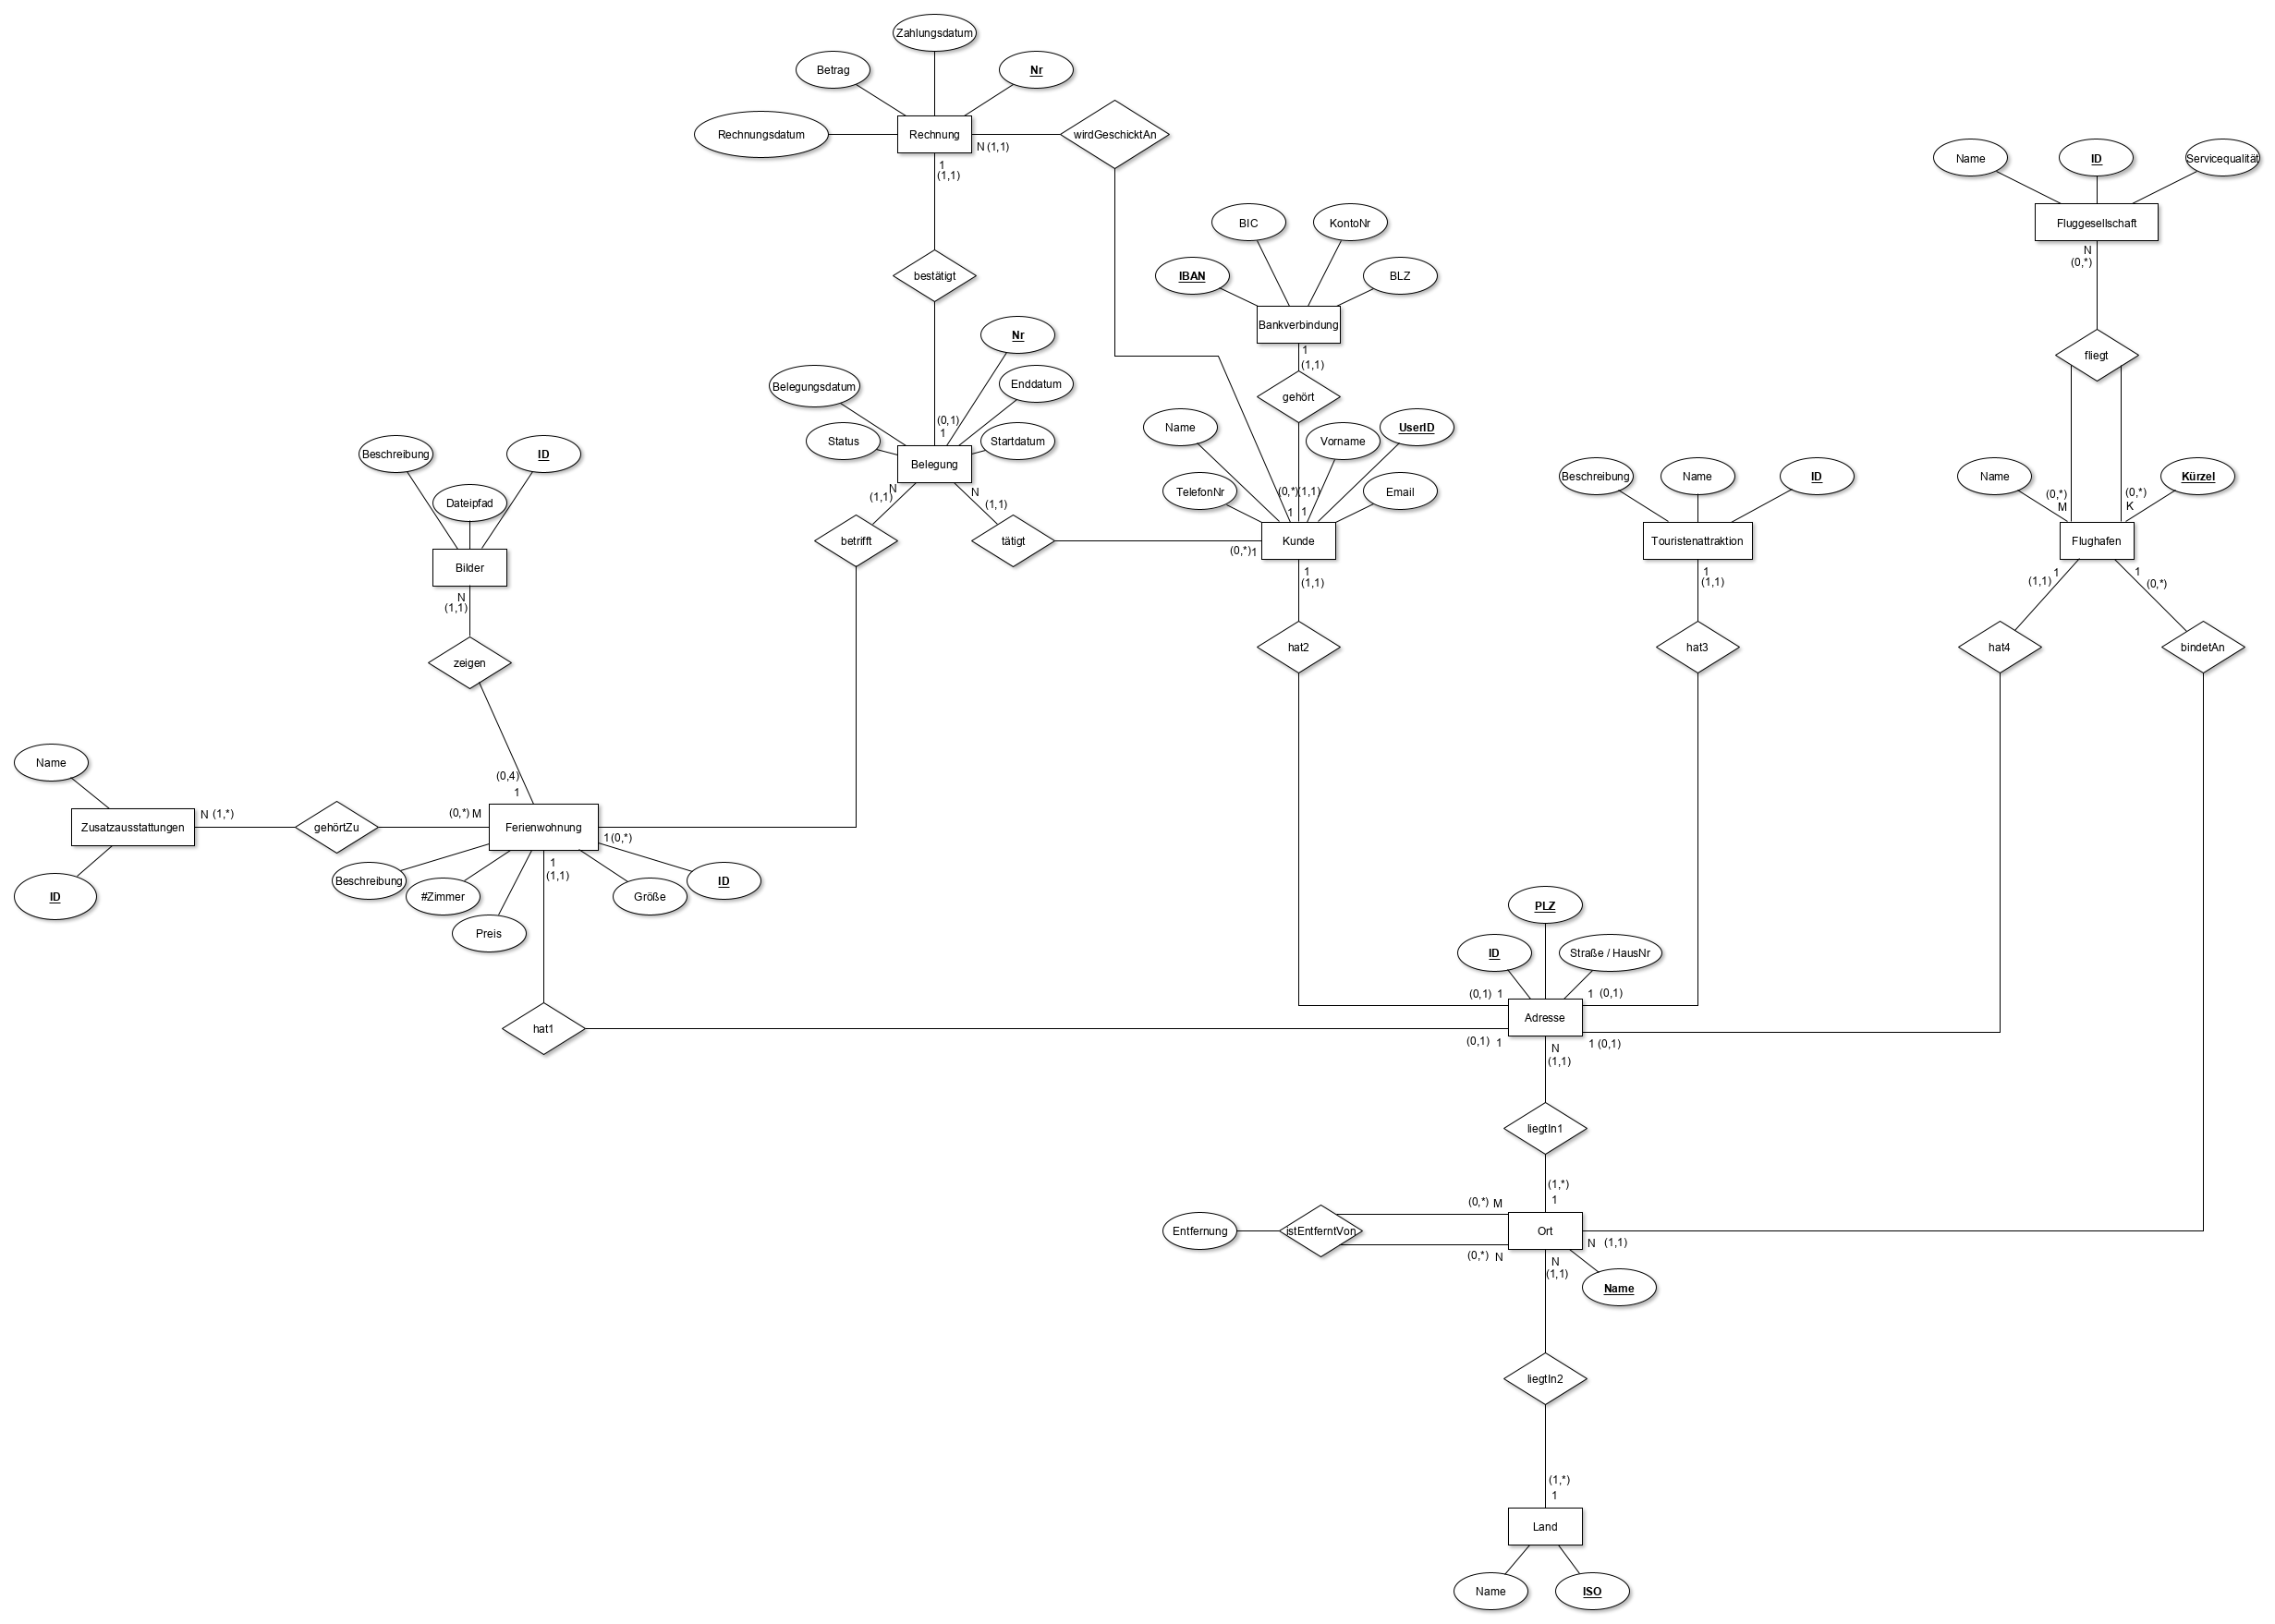 Zahlungsdatum
Betrag
Nr
Rechnungsdatum
Rechnung
wirdGeschicktAn
N (1,1)
1
(1,1)
Name
ID
Servicequalität
Fluggesellschaft
N
(0,*)
BIC
KontoNr
IBAN
BLZ
bestätigt
Bankverbindung
1
(1,1)
fliegt
gehört
Nr
Belegungsdatum
Enddatum
(0,1)
1
Status
Startdatum
Belegung
Name
Vorname
UserID
TelefonNr
Email
(0,*)
(1,1)
1
1
Kunde
N
(1,1)
N
(1,1)
betrifft
tätigt
(0,*)
1
1
(1,1)
Beschreibung
ID
Dateipfad
Bilder
N
(1,1)
zeigen
Beschreibung
Name
ID
Touristenattraktion
1
(1,1)
Name
Kürzel
(0,*)
M
(0,*)
K
Flughafen
1
(1,1)
1
(0,*)
hat2
hat3
hat4
bindetAn
Name
Zusatzausstattungen
N (1,*)
ID
gehörtZu
(0,*) M
(0,4)
1
Ferienwohnung
1 (0,*)
1
(1,1)
Beschreibung
#Zimmer
Preis
Größe
ID
hat1
PLZ
ID
Straße / HausNr
(0,1) 1
1 (0,1)
Adresse
(0,1) 1
1 (0,1)
N
(1,1)
liegtIn1
(1,*)
1
(0,*) M
Entfernung
istEntferntVon
Ort
(0,*) N
N (1,1)
N
(1,1)
Name
liegtIn2
(1,*)
1
Land
Name
ISO